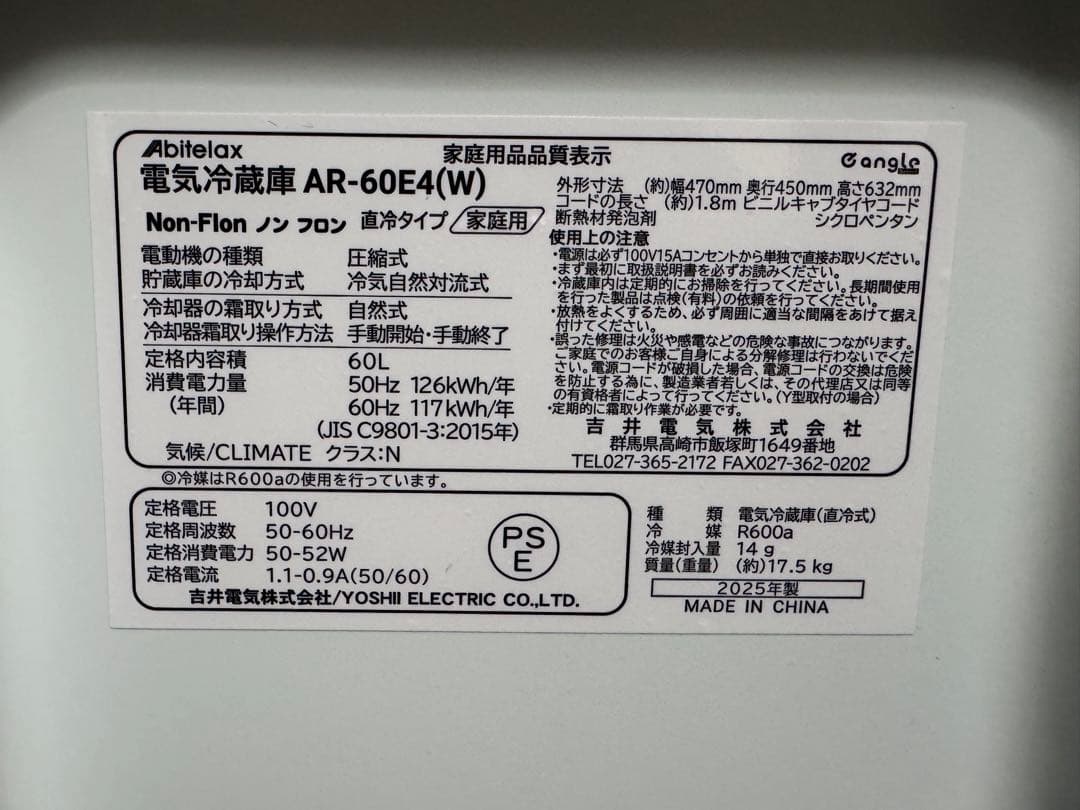 Abitelax
家庭用品品質表示
angle
電気冷蔵庫 AR-60E4(W)
Non-Flon ノン フロン 直冷タイプ 家庭用
電動機の種類 圧縮式
貯蔵庫の冷却方式 冷気自然対流式
冷却器の霜取り方式 自然式
冷却器霜取り操作方法 手動開始・手動終了
定格内容積 60L
消費電力量 50Hz 126kWh/年
(年間) 60Hz 117kWh/年
(JIS C9801-3:2015年)
気候/CLIMATE クラス:N
外形寸法 (約)幅470mm 奥行450mm 高さ632mm
コードの長さ (約)1.8m ビニルキャブタイヤコード
断熱材発泡剤 シクロペンタン
使用上の注意
・電源は必ず100V15Aコンセントから単独で直接お取りください。
・まず最初に取扱説明書を必ずお読みください。
・冷蔵庫内は定期的にお掃除を行ってください。長期間使用
を行った製品は点検(有料)の依頼を行ってください。
・放熱をよくするため、必ず周囲に適当な間隔をあけて据え
付けてください。
・誤った修理は火災や感電などの危険な事故につながります。
ご家庭でのお客様ご自身による分解修理は行わないでくだ
さい。電源コードが破損した場合、電源コードの交換は危険
を防止する為に、製造業者若しくは、その代理店又は同等
の有資格者によって行ってください。(Y型取付の場合)
・定期的に霜取り作業が必要です。
吉井電気株式会社
群馬県高崎市飯塚町1649番地
TEL027-365-2172 FAX027-362-0202
◎冷媒はR600aの使用を行っています。
定格電圧 100V
定格周波数 50-60Hz
定格消費電力 50-52W
定格電流 1.1-0.9A(50/60)
吉井電気株式会社/YOSHII ELECTRIC CO.,LTD.
PS
E
種類 電気冷蔵庫(直冷式)
冷媒 R600a
冷媒封入量 14g
質量(重量) (約)17.5kg
2025年製
MADE IN CHINA